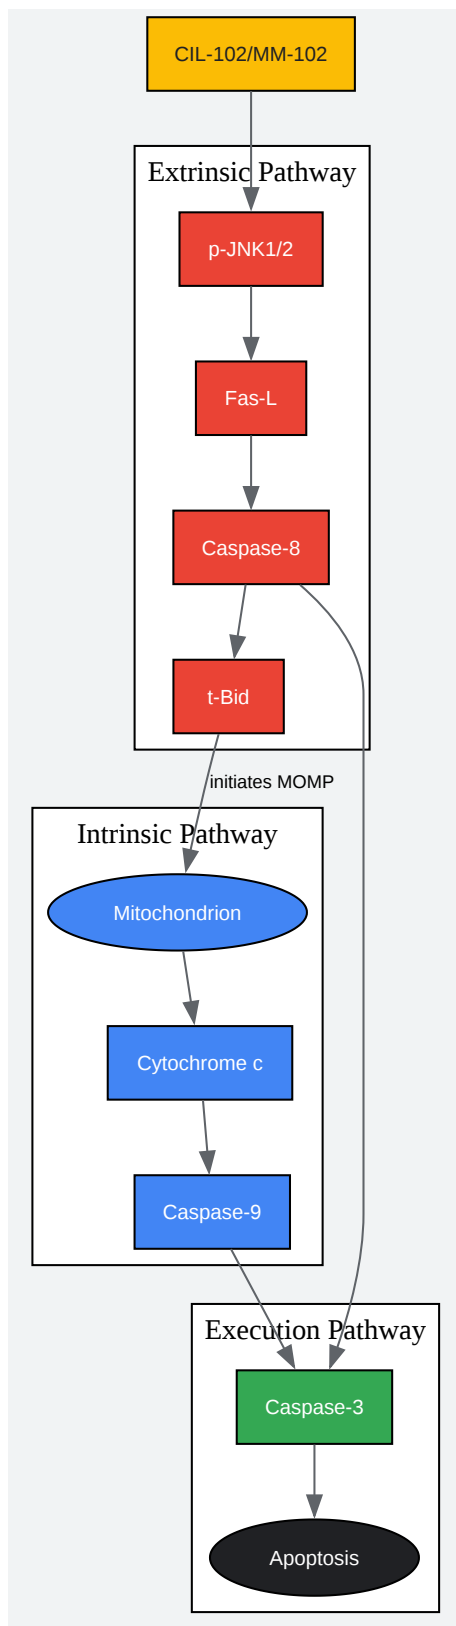 CIL-102/MM-102
Extrinsic Pathway
p-JNK1/2
Fas-L
Caspase-8
t-Bid
initiates MOMP
Intrinsic Pathway
Mitochondrion
Cytochrome c
Caspase-9
Execution Pathway
Caspase-3
Apoptosis